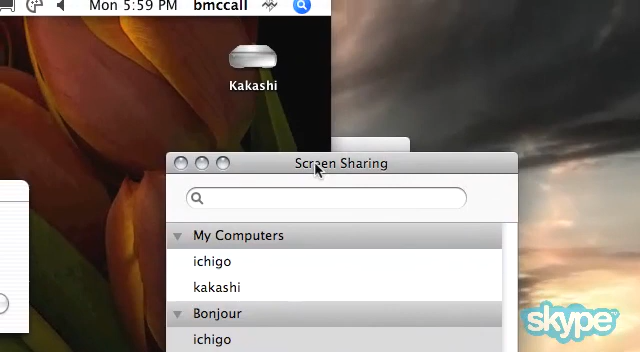 Mon 5:59 PM bmccall
Kakashi
Screen Sharing
My Computers
ichigo
kakashi
Bonjour
ichigo
skype